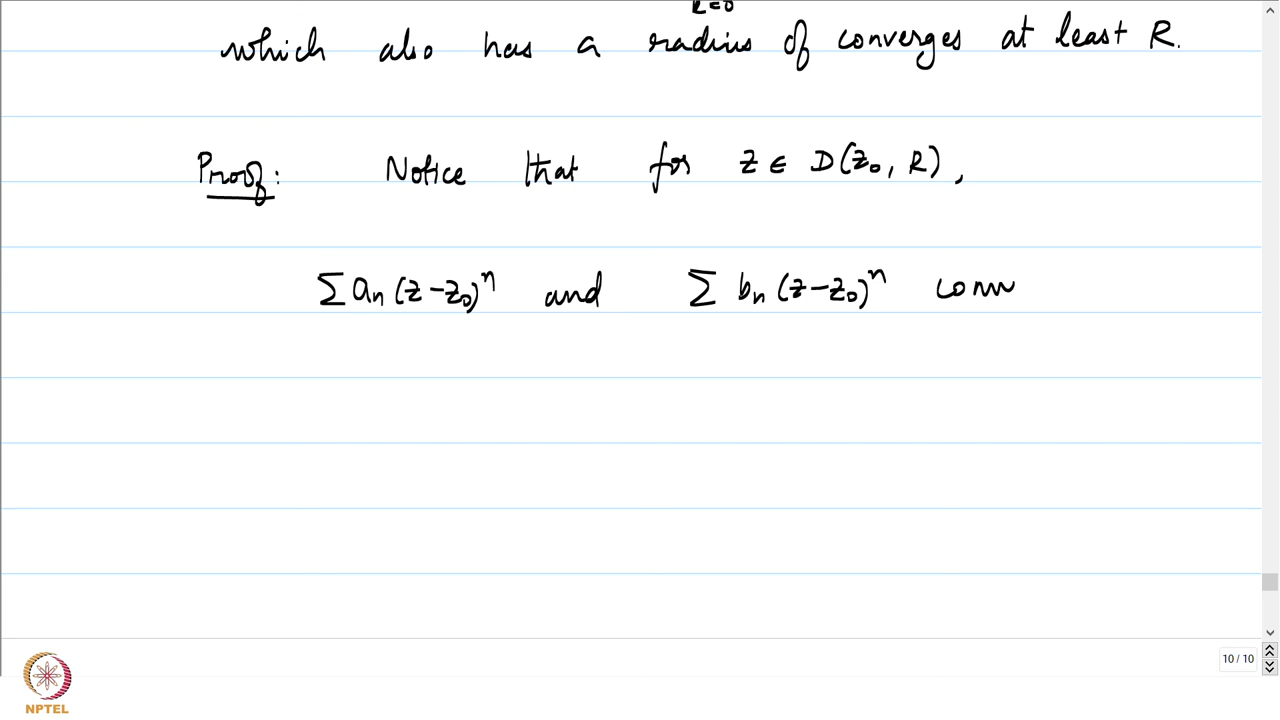 k=0
which also has a radius of converges at least R.
Proof: Notice that for z ∈ D(z₀, R),
∑ aₙ (z-z₀)ⁿ and ∑ bₙ (z-z₀)ⁿ conv
10 / 10
NPTEL